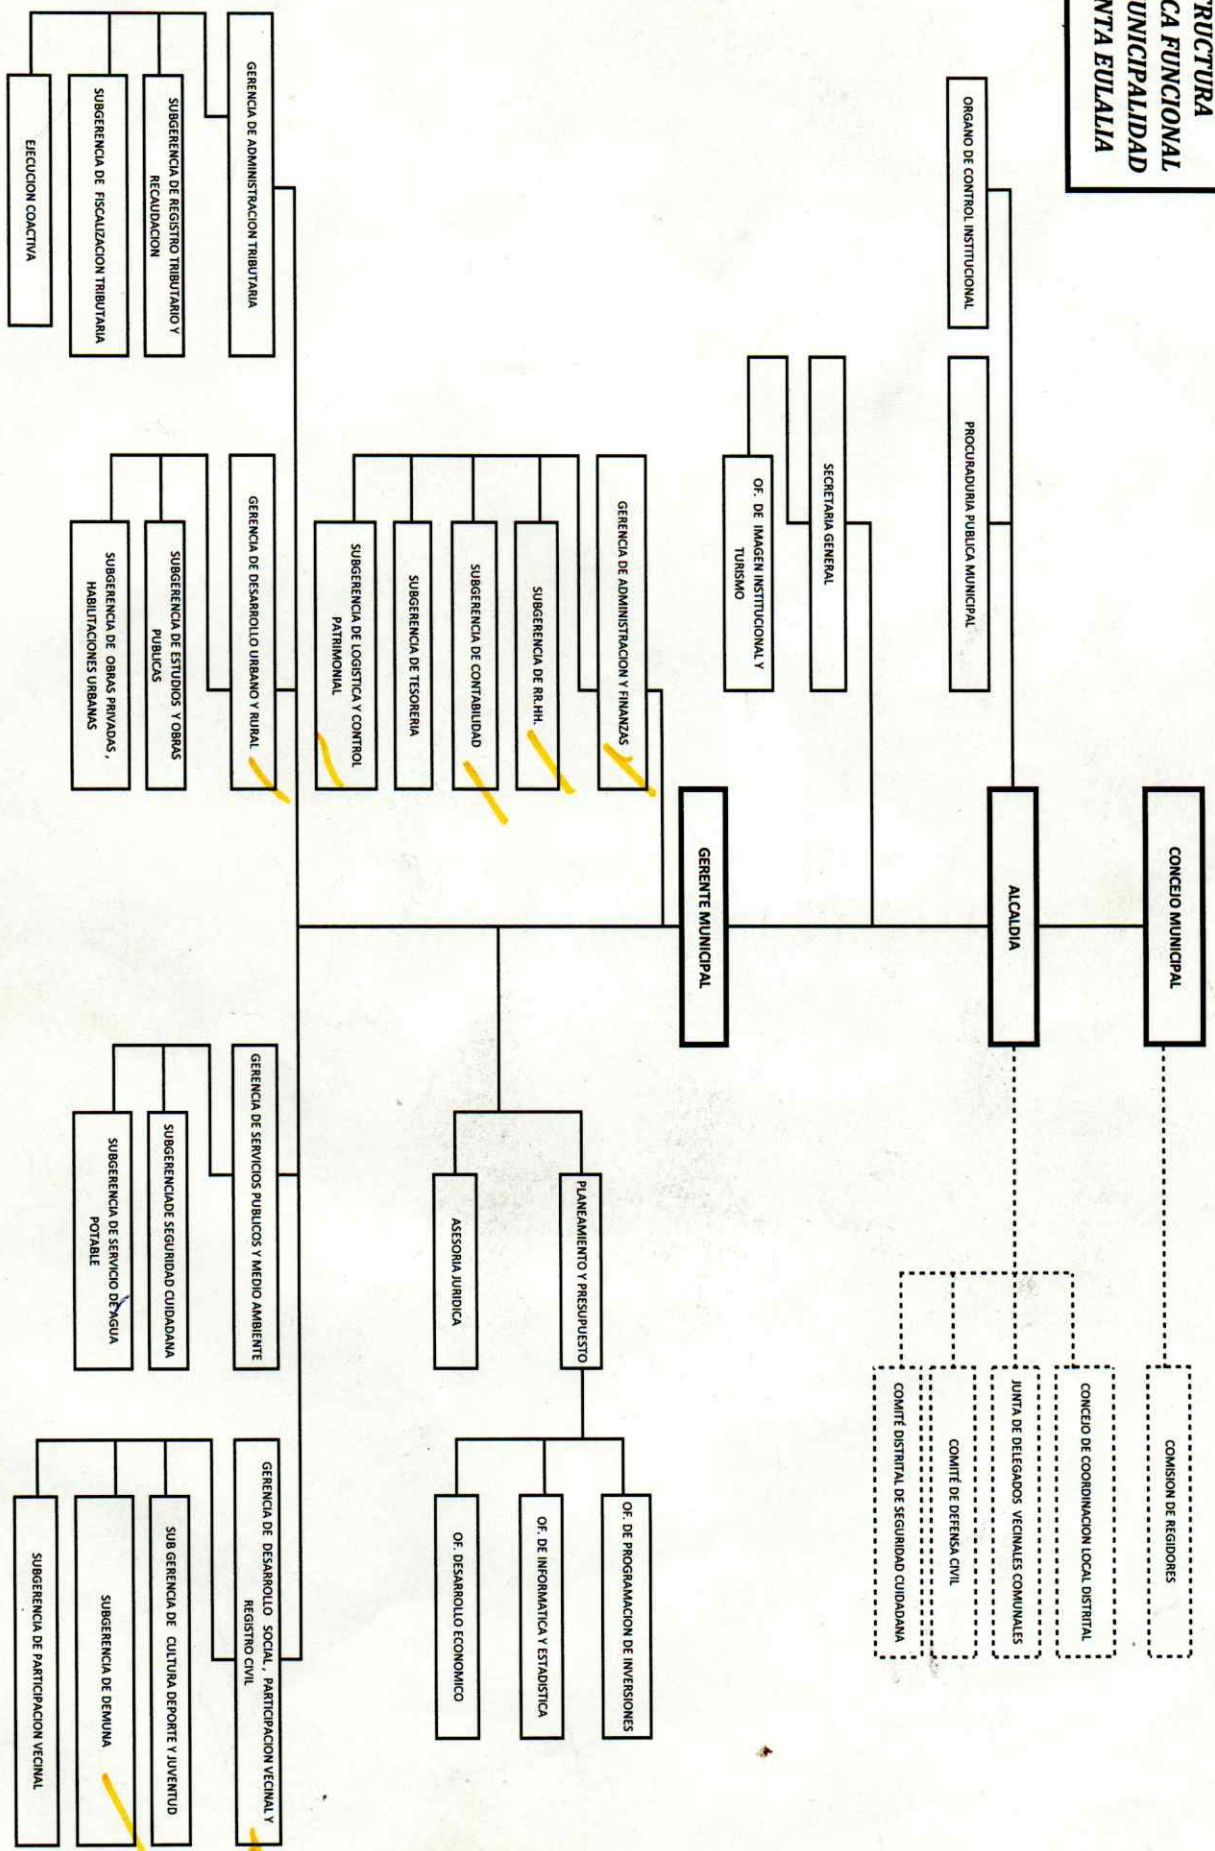 TRUCTURA
CA FUNCIONAL
UNICIPALIDAD
NTA EULALIA
CONCEJO MUNICIPAL
COMISION DE REGIDORES
ALCALDIA
CONCEJO DE COORDINACION LOCAL DISTRITAL
JUNTA DE DELEGADOS VECINALES COMUNALES
COMITÉ DE DEFENSA CIVIL
COMITÉ DISTRITAL DE SEGURIDAD CUIDADANA
ORGANO DE CONTROL INSTITUCIONAL
PROCURADURIA PUBLICA MUNICIPAL
SECRETARIA GENERAL
OF. DE IMAGEN INSTITUCIONAL Y
TURISMO
GERENTE MUNICIPAL
GERENCIA DE ADMINISTRACION Y FINANZAS
SUBGERENCIA DE RR.HH.
SUBGERENCIA DE CONTABILIDAD
SUBGERENCIA DE TESORERIA
SUBGERENCIA DE LOGISTICA Y CONTROL
PATRIMONIAL
PLANEAMIENTO Y PRESUPUESTO
ASESORIA JURIDICA
OF. DE PROGRAMACION DE INVERSIONES
OF. DE INFORMATICA Y ESTADISTICA
OF. DESARROLLO ECONOMICO
GERENCIA DE ADMINISTRACION TRIBUTARIA
SUBGERENCIA DE REGISTRO TRIBUTARIO Y
RECAUDACION
SUBGERENCIA DE FISCALIZACION TRIBUTARIA
EJECUCION COACTIVA
GERENCIA DE DESARROLLO URBANO Y RURAL
SUBGERENCIA DE ESTUDIOS Y OBRAS
PUBLICAS
SUBGERENCIA DE OBRAS PRIVADAS ,
HABILITACIONES URBANAS
GERENCIA DE SERVICIOS PUBLICOS Y MEDIO AMBIENTE
SUBGERENCIADE SEGURIDAD CUIDADANA
SUBGERENCIA DE SERVICIO DE AGUA
POTABLE
GERENCIA DE DESARROLLO SOCIAL , PARTICIPACION VECINAL Y
REGISTRO CIVIL
SUB GERENCIA DE CULTURA DEPORTE Y JUVENTUD
SUBGERENCIA DE DEMUNA
SUBGERENCIA DE PARTICIPACION VECINAL